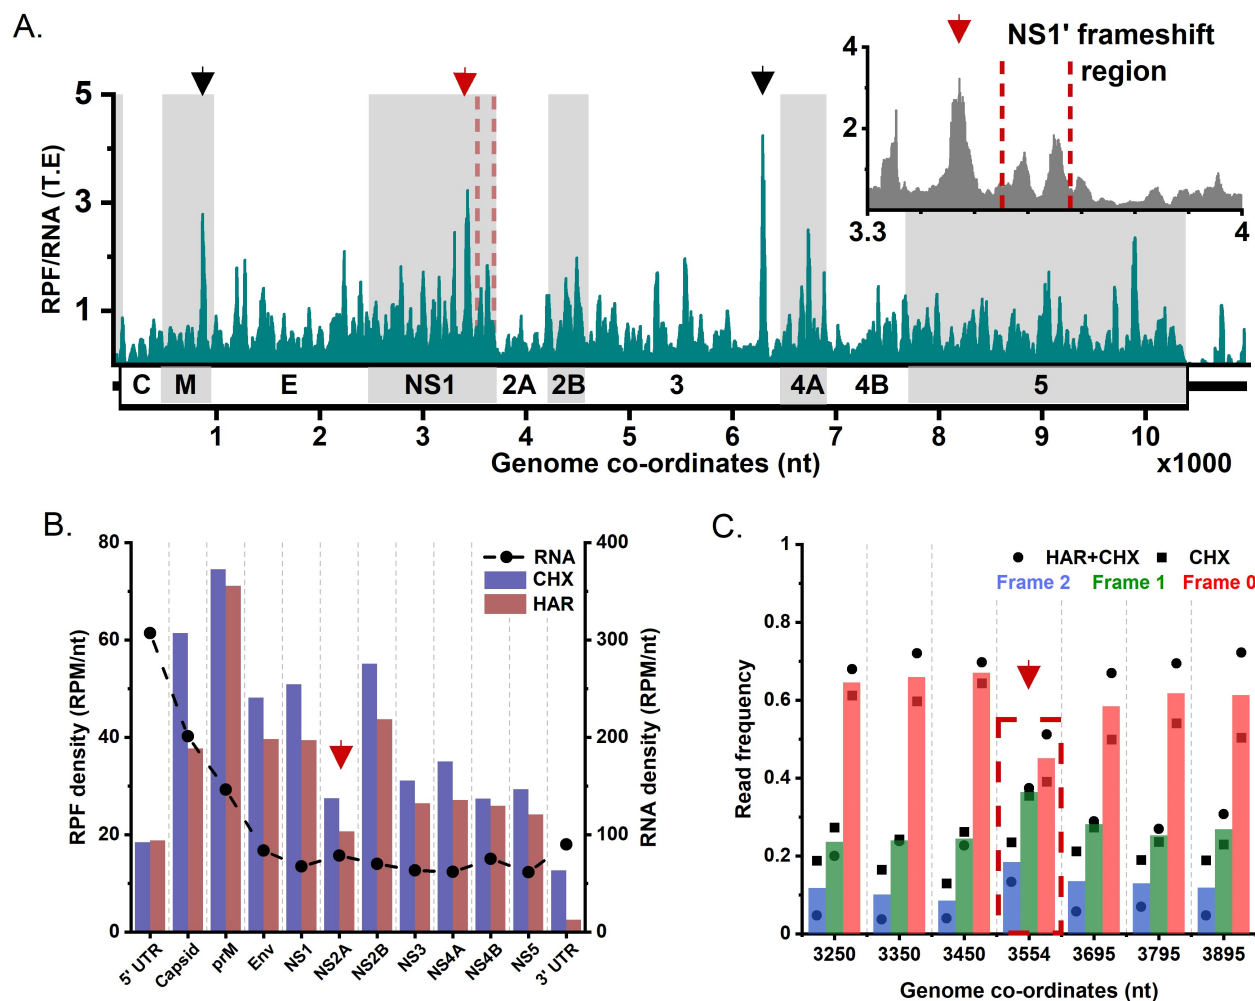 A.
NS1' frameshift
region
4
2
3.3
4
5
3
1
RPF/RNA (T.E)
C M E NS1 2A 2B 3 4A 4B 5
1 2 3 4 5 6 7 8 9 10
Genome co-ordinates (nt)
x1000
B.
RNA
CHX
HAR
80
60
40
20
0
RPF density (RPM/nt)
400
300
200
100
0
RNA density (RPM/nt)
5' UTR
Capsid
prM
Env
NS1
NS2A
NS2B
NS3
NS4A
NS4B
NS5
3' UTR
C.
HAR+CHX CHX
Frame 2 Frame 1 Frame 0
1
0.8
0.6
0.4
0.2
0
Read frequency
3250 3350 3450 3554 3695 3795 3895
Genome co-ordinates (nt)